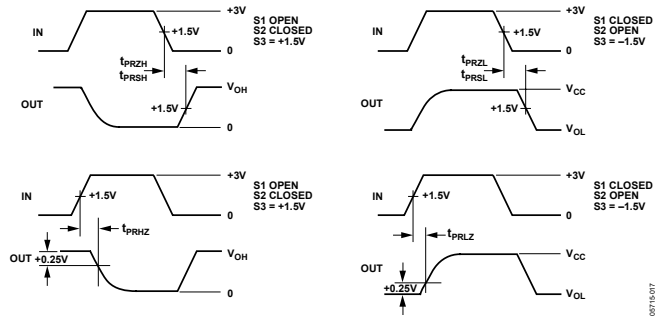 IN
+3V
+1.5V
0
S1 OPEN
S2 CLOSED
S3 = +1.5V
tPRZH
tPRSH
OUT
VOH
+1.5V
0
IN
+3V
+1.5V
0
S1 CLOSED
S2 OPEN
S3 = –1.5V
tPRZL
tPRSL
OUT
VCC
+1.5V
VOL
IN
+3V
+1.5V
0
S1 OPEN
S2 CLOSED
S3 = +1.5V
tPRHZ
OUT
+0.25V
VOH
0
IN
+3V
+1.5V
0
S1 CLOSED
S2 OPEN
S3 = –1.5V
tPRLZ
OUT
+0.25V
VCC
VOL
05715-017